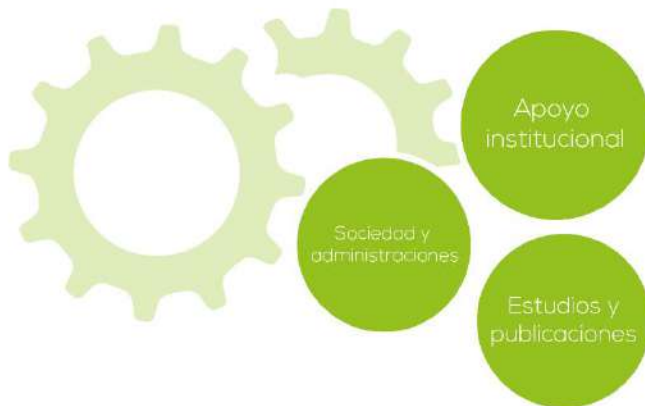 Apoyo
institucional
Sociedad y
administraciones
Estudios y
publicaciones